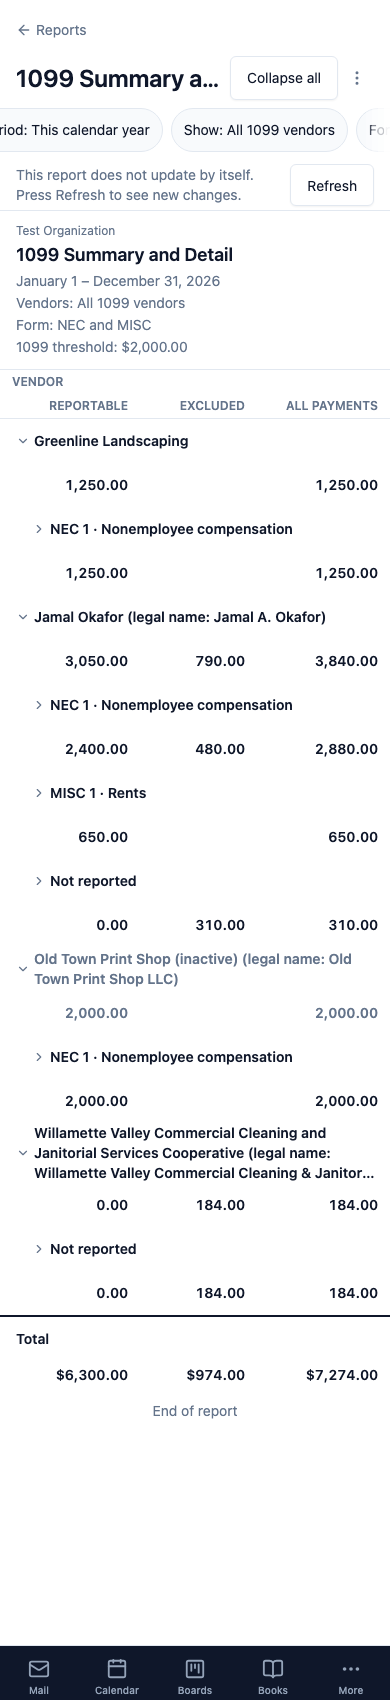 Reports
1099 Summary a...
Collapse all
riod: This calendar year
Show: All 1099 vendors
For
This report does not update by itself.
Press Refresh to see new changes.
Refresh
Test Organization
1099 Summary and Detail
January 1 – December 31, 2026
Vendors: All 1099 vendors
Form: NEC and MISC
1099 threshold: $2,000.00
VENDOR
REPORTABLE EXCLUDED ALL PAYMENTS
Greenline Landscaping
1,250.00 1,250.00
NEC 1 · Nonemployee compensation
1,250.00 1,250.00
Jamal Okafor (legal name: Jamal A. Okafor)
3,050.00 790.00 3,840.00
NEC 1 · Nonemployee compensation
2,400.00 480.00 2,880.00
MISC 1 · Rents
650.00 650.00
Not reported
0.00 310.00 310.00
Old Town Print Shop (inactive) (legal name: Old
Town Print Shop LLC)
2,000.00 2,000.00
NEC 1 · Nonemployee compensation
2,000.00 2,000.00
Willamette Valley Commercial Cleaning and
Janitorial Services Cooperative (legal name:
Willamette Valley Commercial Cleaning & Janitor...
0.00 184.00 184.00
Not reported
0.00 184.00 184.00
Total
$6,300.00 $974.00 $7,274.00
End of report
Mail Calendar Boards Books More